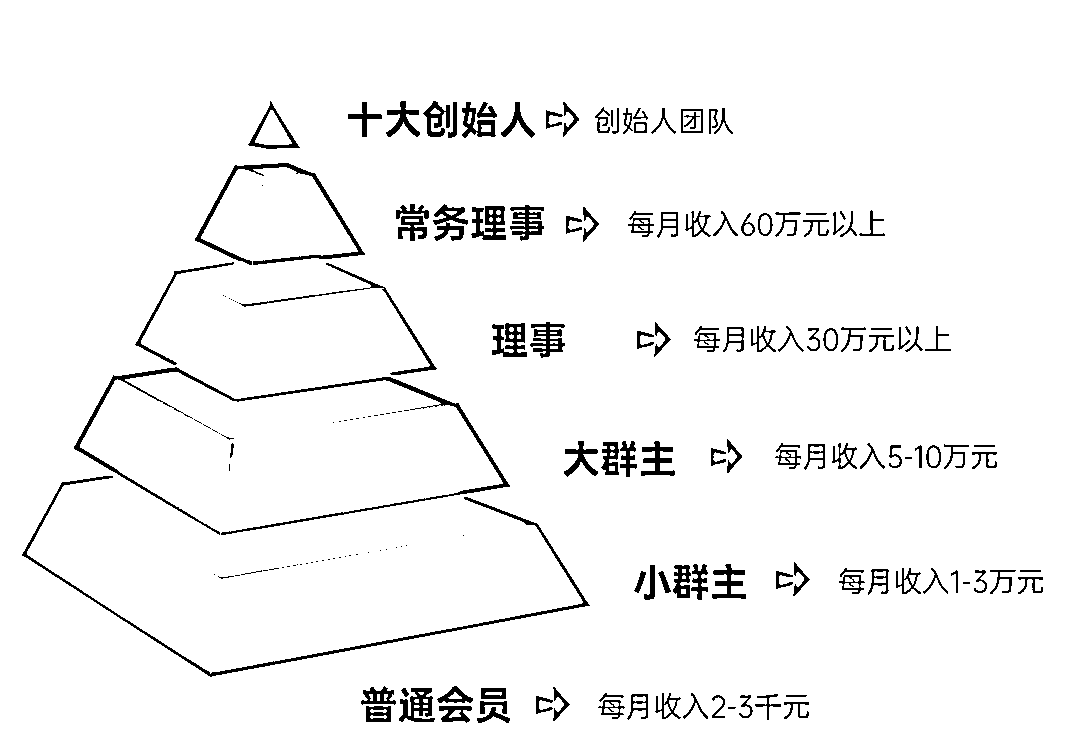 十大创始人 ➪ 创始人团队
常务理事 ➪ 每月收入60万元以上
理事 ➪ 每月收入30万元以上
大群主 ➪ 每月收入5-10万元
小群主 ➪ 每月收入1-3万元
普通会员 ➪ 每月收入2-3千元